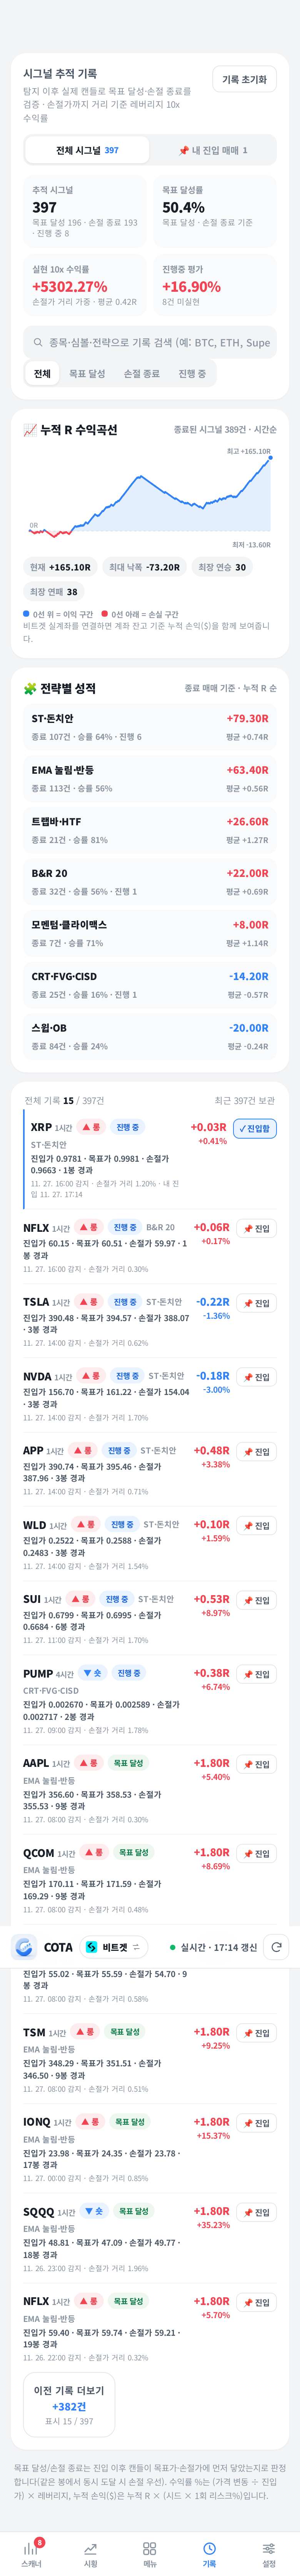 시그널 추적 기록
탐지 이후 실제 캔들로 목표 달성·손절 종료를
검증 · 손절가까지 거리 기준 레버리지 10x
수익률
기록 초기화
전체 시그널 397
📌 내 진입 매매 1
추적 시그널
397
목표 달성 196 · 손절 종료 193
· 진행 중 8
목표 달성률
50.4%
목표 달성 · 손절 종료 기준
실현 10x 수익률
+5302.27%
손절가 거리 가중 · 평균 0.42R
진행중 평가
+16.90%
8건 미실현
종목·심볼·전략으로 기록 검색 (예: BTC, ETH, Supe
전체
목표 달성
손절 종료
진행 중
📈 누적 R 수익곡선
종료된 시그널 389건 · 시간순
최고 +165.10R
0R
최저 -13.60R
현재 +165.10R
최대 낙폭 -73.20R
최장 연승 30
최장 연패 38
0선 위 = 이익 구간
0선 아래 = 손실 구간
비트겟 실계좌를 연결하면 계좌 잔고 기준 누적 손익($)을 함께 보여줍니
다.
🧩 전략별 성적
종료 매매 기준 · 누적 R 순
ST·돈치안
+79.30R
종료 107건 · 승률 64% · 진행 6
평균 +0.74R
EMA 눌림·반등
+63.40R
종료 113건 · 승률 56%
평균 +0.56R
트랩바·HTF
+26.60R
종료 21건 · 승률 81%
평균 +1.27R
B&R 20
+22.00R
종료 32건 · 승률 56% · 진행 1
평균 +0.69R
모멘텀·클라이맥스
+8.00R
종료 7건 · 승률 71%
평균 +1.14R
CRT·FVG·CISD
-14.20R
종료 25건 · 승률 16% · 진행 1
평균 -0.57R
스윕·OB
-20.00R
종료 84건 · 승률 24%
평균 -0.24R
전체 기록 15 / 397건
최근 397건 보관
XRP 1시간 ▲ 롱 진행 중
ST·돈치안
진입가 0.9781 · 목표가 0.9981 · 손절가
0.9663 · 1봉 경과
11. 27. 16:00 감지 · 손절가 거리 1.20% · 내 진
입 11. 27. 17:14
+0.03R
+0.41%
✓ 진입함
NFLX 1시간 ▲ 롱 진행 중 B&R 20
진입가 60.15 · 목표가 60.51 · 손절가 59.97 · 1
봉 경과
11. 27. 16:00 감지 · 손절가 거리 0.30%
+0.06R
+0.17%
📌 진입
TSLA 1시간 ▲ 롱 진행 중 ST·돈치안
진입가 390.48 · 목표가 394.57 · 손절가 388.07
· 3봉 경과
11. 27. 14:00 감지 · 손절가 거리 0.62%
-0.22R
-1.36%
📌 진입
NVDA 1시간 ▲ 롱 진행 중 ST·돈치안
진입가 156.70 · 목표가 161.22 · 손절가 154.04
· 3봉 경과
11. 27. 14:00 감지 · 손절가 거리 1.70%
-0.18R
-3.00%
📌 진입
APP 1시간 ▲ 롱 진행 중 ST·돈치안
진입가 390.74 · 목표가 395.46 · 손절가
387.96 · 3봉 경과
11. 27. 14:00 감지 · 손절가 거리 0.71%
+0.48R
+3.38%
📌 진입
WLD 1시간 ▲ 롱 진행 중 ST·돈치안
진입가 0.2522 · 목표가 0.2588 · 손절가
0.2483 · 3봉 경과
11. 27. 14:00 감지 · 손절가 거리 1.54%
+0.10R
+1.59%
📌 진입
SUI 1시간 ▲ 롱 진행 중 ST·돈치안
진입가 0.6799 · 목표가 0.6995 · 손절가
0.6684 · 6봉 경과
11. 27. 11:00 감지 · 손절가 거리 1.70%
+0.53R
+8.97%
📌 진입
PUMP 4시간 ▼ 숏 진행 중
CRT·FVG·CISD
진입가 0.002670 · 목표가 0.002589 · 손절가
0.002717 · 2봉 경과
11. 27. 09:00 감지 · 손절가 거리 1.78%
+0.38R
+6.74%
📌 진입
AAPL 1시간 ▲ 롱 목표 달성
EMA 눌림·반등
진입가 356.60 · 목표가 358.53 · 손절가
355.53 · 9봉 경과
11. 27. 08:00 감지 · 손절가 거리 0.30%
+1.80R
+5.40%
📌 진입
QCOM 1시간 ▲ 롱 목표 달성
EMA 눌림·반등
진입가 170.11 · 목표가 171.59 · 손절가
169.29 · 9봉 경과
11. 27. 08:00 감지 · 손절가 거리 0.48%
+1.80R
+8.69%
📌 진입
COTA
비트겟
실시간 · 17:14 갱신
진입가 55.02 · 목표가 55.59 · 손절가 54.70 · 9
봉 경과
11. 27. 08:00 감지 · 손절가 거리 0.58%
TSM 1시간 ▲ 롱 목표 달성
EMA 눌림·반등
진입가 348.29 · 목표가 351.51 · 손절가
346.50 · 9봉 경과
11. 27. 08:00 감지 · 손절가 거리 0.51%
+1.80R
+9.25%
📌 진입
IONQ 1시간 ▲ 롱 목표 달성
EMA 눌림·반등
진입가 23.98 · 목표가 24.35 · 손절가 23.78 ·
17봉 경과
11. 27. 00:00 감지 · 손절가 거리 0.85%
+1.80R
+15.37%
📌 진입
SQQQ 1시간 ▼ 숏 목표 달성
EMA 눌림·반등
진입가 48.81 · 목표가 47.09 · 손절가 49.77 ·
18봉 경과
11. 26. 23:00 감지 · 손절가 거리 1.96%
+1.80R
+35.23%
📌 진입
NFLX 1시간 ▲ 롱 목표 달성
EMA 눌림·반등
진입가 59.40 · 목표가 59.74 · 손절가 59.21 ·
19봉 경과
11. 26. 22:00 감지 · 손절가 거리 0.32%
+1.80R
+5.70%
📌 진입
이전 기록 더보기
+382건
표시 15 / 397
목표 달성/손절 종료는 진입 이후 캔들이 목표가·손절가에 먼저 닿았는지로 판정
합니다(같은 봉에서 동시 도달 시 손절 우선). 수익률 %는 (가격 변동 ÷ 진입
가) × 레버리지, 누적 손익($)은 누적 R × (시드 × 1회 리스크%)입니다.
8
스캐너
시황
메뉴
기록
설정